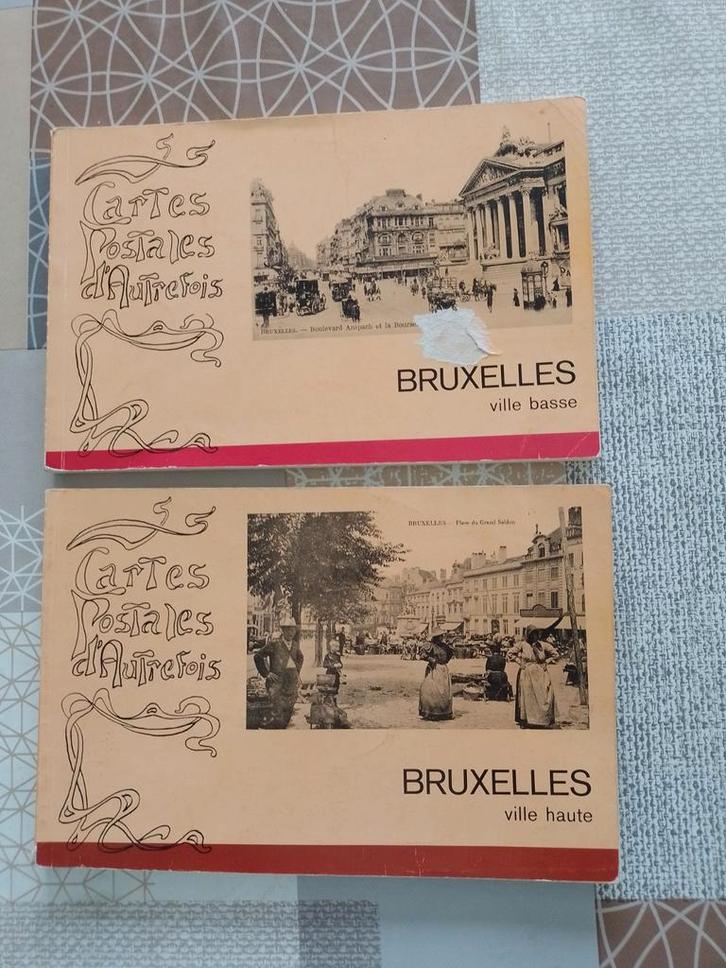 Cartes
Postales
d'Autrefois
BRUXELLES. — Boulevard Anspach et la Bourse
BRUXELLES
ville basse
Cartes
Postales
d'Autrefois
BRUXELLES - Place du Grand Sablon
BRUXELLES
ville haute